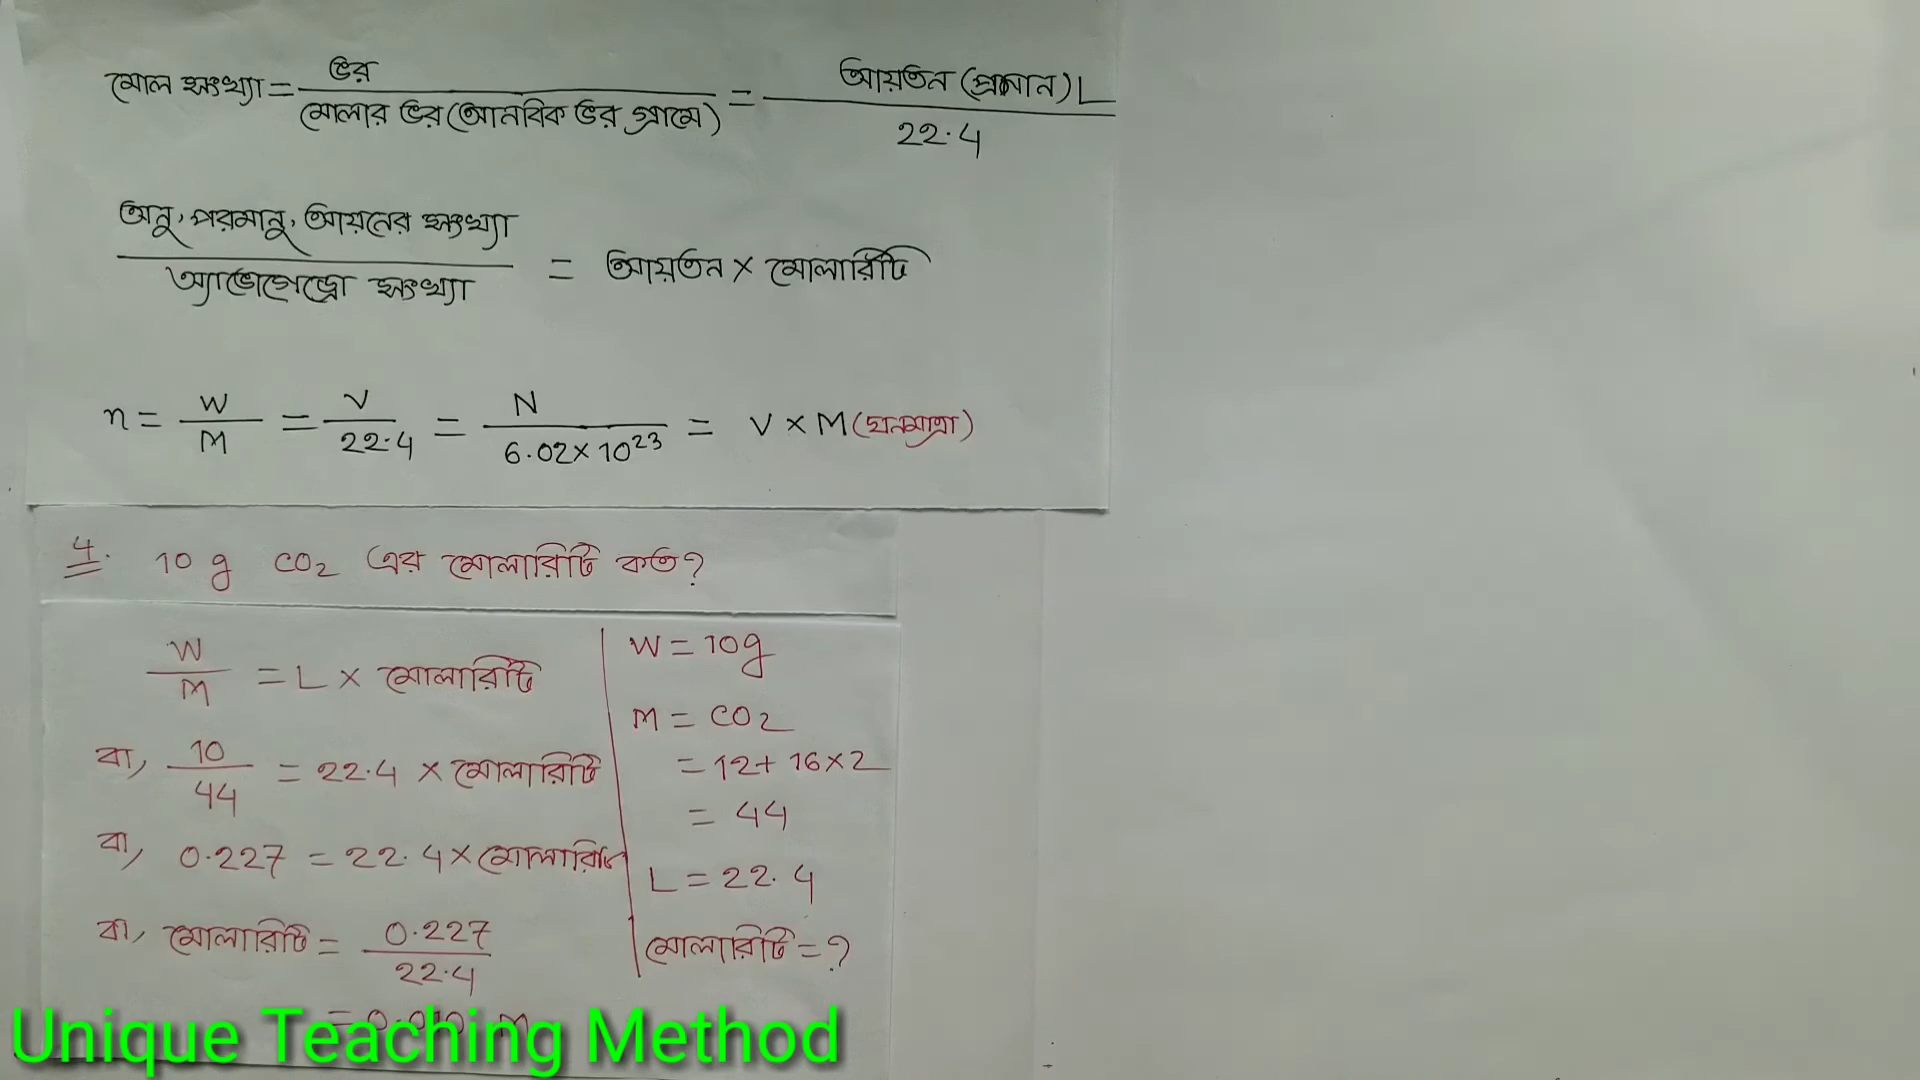 মোল সংখ্যা = ভর / মোলার ভর (আনবিক ভর গ্রামে) = আয়তন (প্রমান) L / 22.4
অনু, পরমানু, আয়নের সংখ্যা / অ্যাভোগেড্রো সংখ্যা = আয়তন × মোলারিটি
n = W / M = V / 22.4 = N / 6.02 × 10²³ = V × M (ঘনমাত্রা)
4. 10 g CO₂ এর মোলারিটি কত?
W / M = L × মোলারিটি
বা, 10 / 44 = 22.4 × মোলারিটি
বা, 0.227 = 22.4 × মোলারিটি
বা, মোলারিটি = 0.227 / 22.4
W = 10g
M = CO₂
= 12 + 16 × 2
= 44
L = 22.4
মোলারিটি = ?
Unique Teaching Method